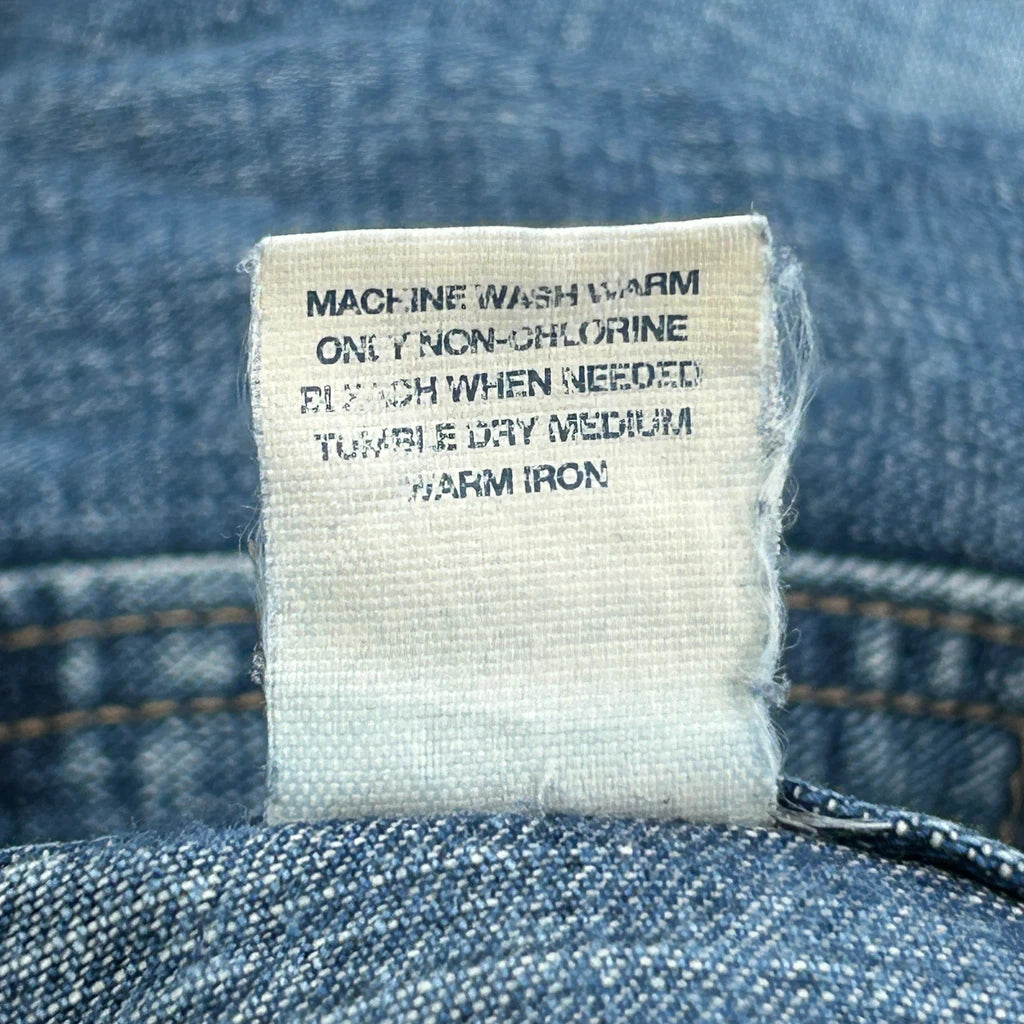 MACHINE WASH WARM
ONLY NON-CHLORINE
BLEACH WHEN NEEDED
TUMBLE DRY MEDIUM
WARM IRON